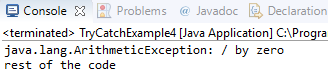 Console Problems @ Javadoc Declaration
<terminated> TryCatchExample4 [Java Application] C:\Progra
java.lang.ArithmeticException: / by zero
rest of the code